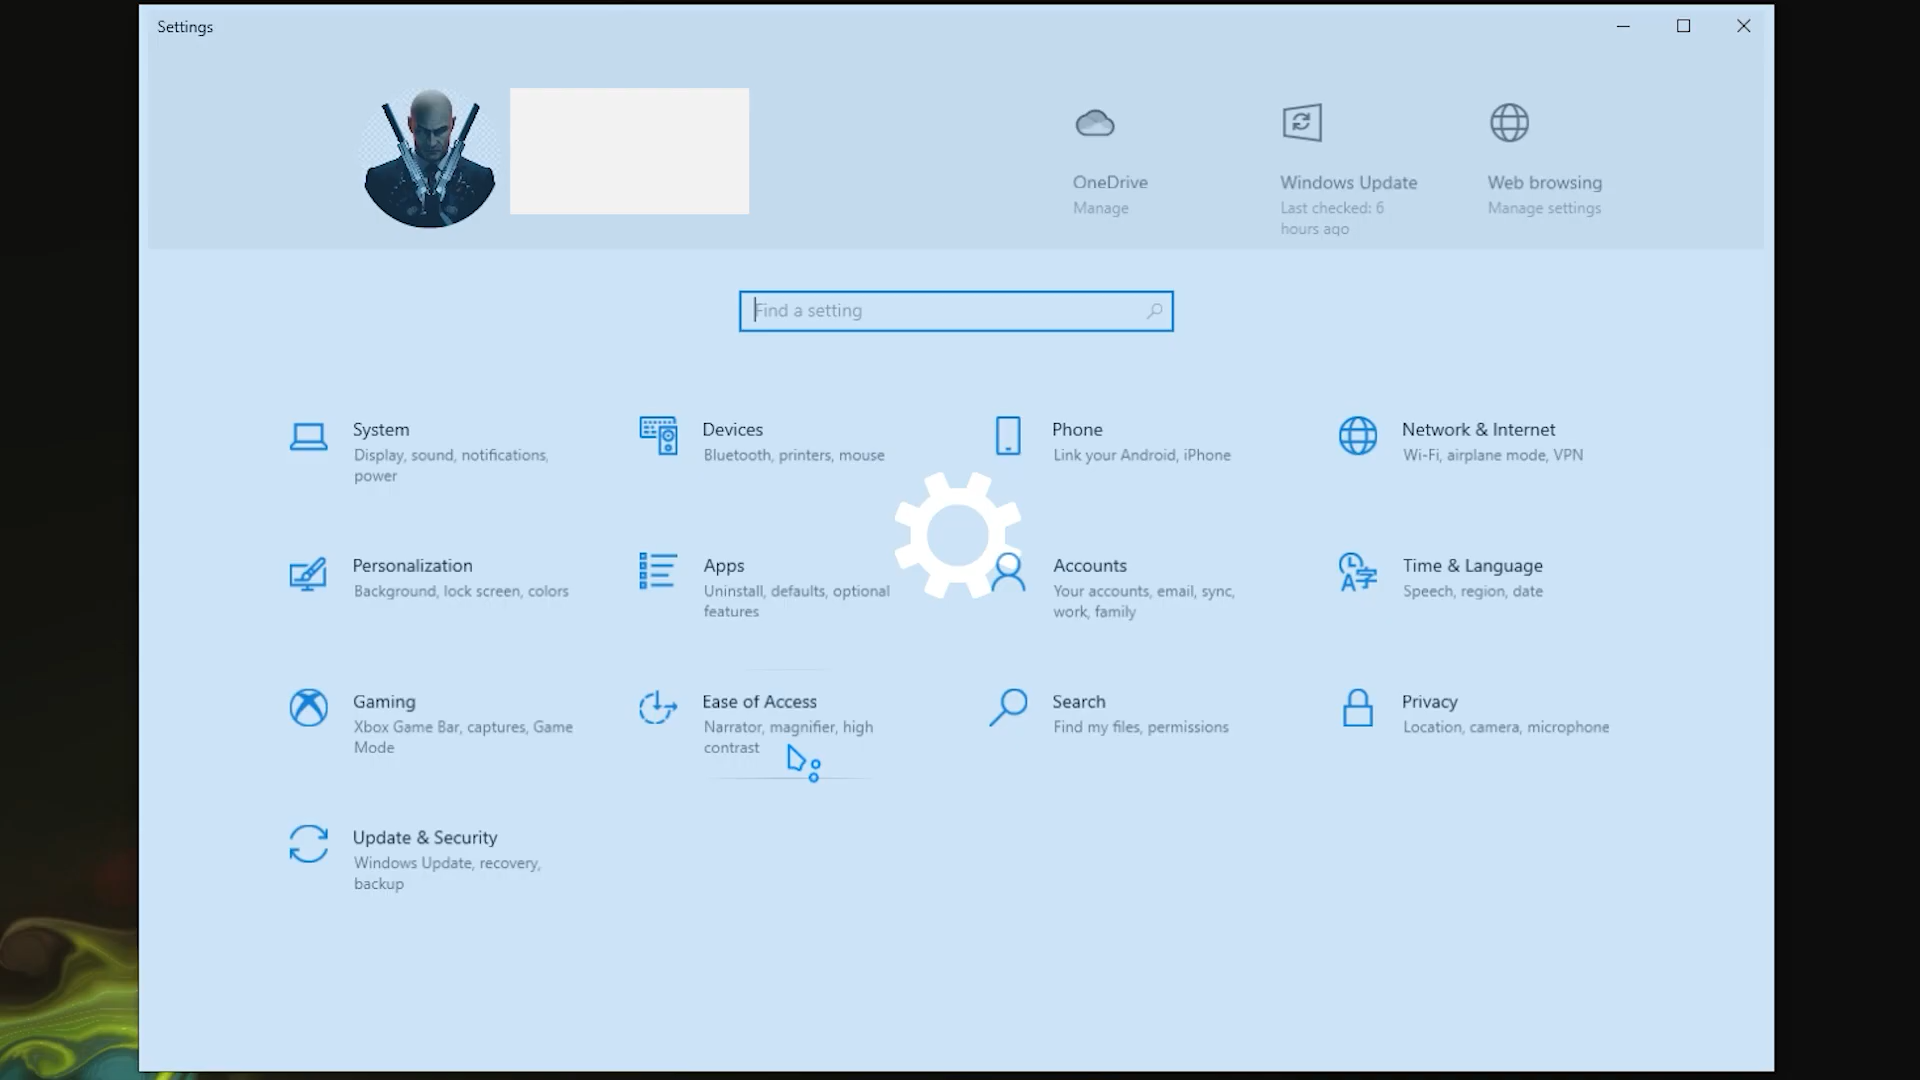 Settings
OneDrive
Manage
Windows Update
Last checked: 6
hours ago
Web browsing
Manage settings
Find a setting
System
Display, sound, notifications,
power
Devices
Bluetooth, printers, mouse
Phone
Link your Android, iPhone
Network & Internet
Wi-Fi, airplane mode, VPN
Personalization
Background, lock screen, colors
Apps
Uninstall, defaults, optional
features
Accounts
Your accounts, email, sync,
work, family
Time & Language
Speech, region, date
Gaming
Xbox Game Bar, captures, Game
Mode
Ease of Access
Narrator, magnifier, high
contrast
Search
Find my files, permissions
Privacy
Location, camera, microphone
Update & Security
Windows Update, recovery,
backup